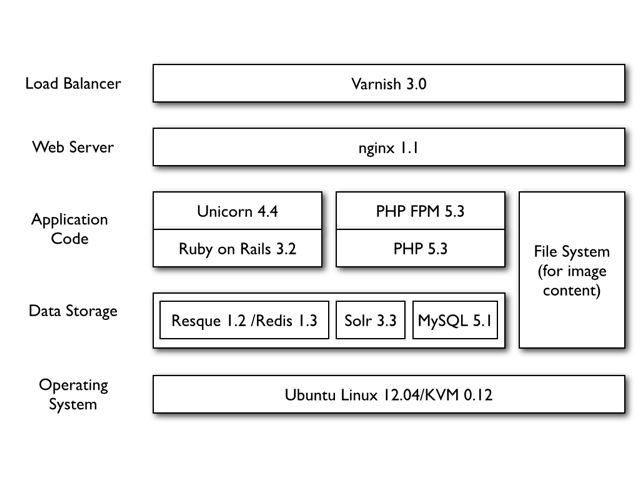 Load Balancer
Varnish 3.0
Web Server
nginx 1.1
Application
Code
Unicorn 4.4
Ruby on Rails 3.2
PHP FPM 5.3
PHP 5.3
File System
(for image
content)
Data Storage
Resque 1.2 /Redis 1.3
Solr 3.3
MySQL 5.1
Operating
System
Ubuntu Linux 12.04/KVM 0.12